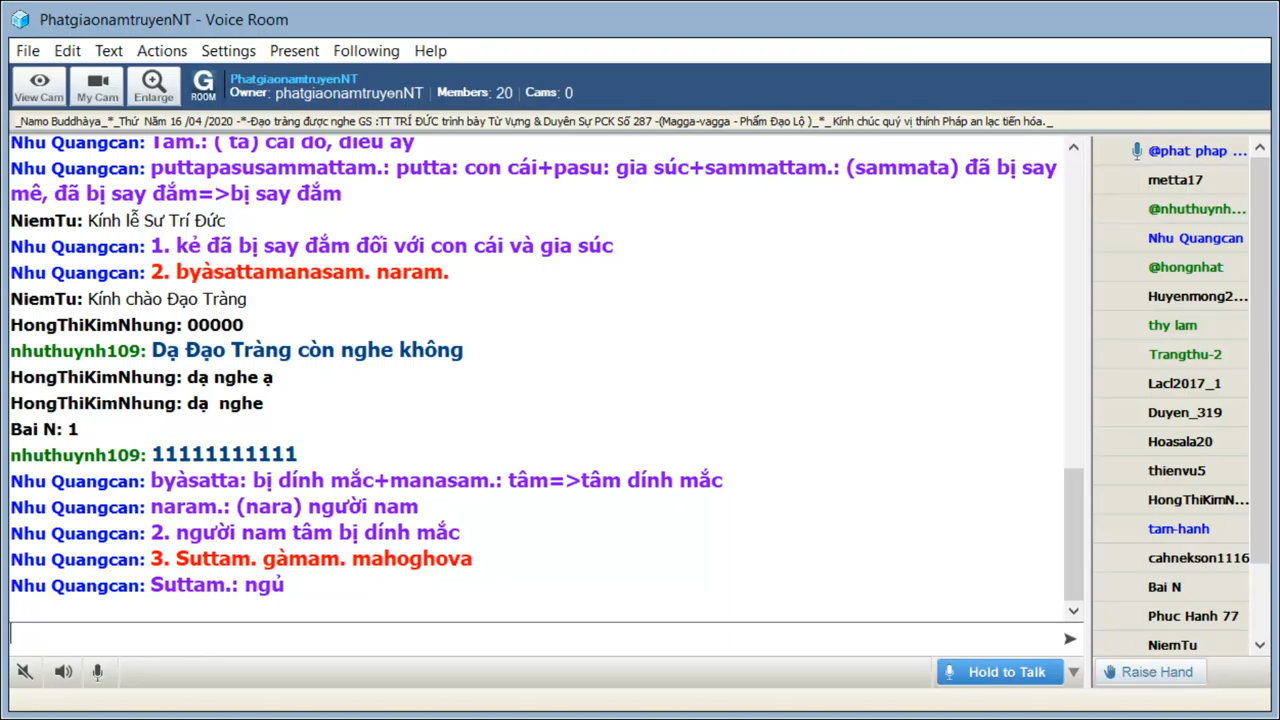 PhatgiaonamtruyenNT - Voice Room
File Edit Text Actions Settings Present Following Help
View Cam My Cam Enlarge G ROOM
PhatgiaonamtruyenNT
Owner: phatgiaonamtruyenNT Members: 20 Cams: 0
_Namo Buddhàya_*_Thứ Năm 16 /04 /2020 -*-Đạo tràng được nghe GS :TT TRÍ ĐỨC trình bày Từ Vựng & Duyên Sự PCK Số 287 -(Magga-vagga - Phẩm Đạo Lộ )_*_ Kính chúc quý vị thính Pháp an lạc tiến hóa._
Nhu Quangcan: Tam.: ( ta) cái đó, điều ấy
Nhu Quangcan: puttapasusammattam.: putta: con cái+pasu: gia súc+sammattam.: (sammata) đã bị say
mê, đã bị say đắm=>bị say đắm
NiemTu: Kính lễ Sư Trí Đức
Nhu Quangcan: 1. kẻ đã bị say đắm đối với con cái và gia súc
Nhu Quangcan: 2. byàsattamanasam. naram.
NiemTu: Kính chào Đạo Tràng
HongThiKimNhung: 00000
nhuthuynh109: Dạ Đạo Tràng còn nghe không
HongThiKimNhung: dạ nghe ạ
HongThiKimNhung: dạ nghe
Bai N: 1
nhuthuynh109: 11111111111
Nhu Quangcan: byàsatta: bị dính mắc+manasam.: tâm=>tâm dính mắc
Nhu Quangcan: naram.: (nara) người nam
Nhu Quangcan: 2. người nam tâm bị dính mắc
Nhu Quangcan: 3. Suttam. gàmam. mahoghova
Nhu Quangcan: Suttam.: ngủ
@phat phap ...
metta17
@nhuthuynh...
Nhu Quangcan
@hongnhat
Huyenmong2...
thy lam
Trangthu-2
Lacl2017_1
Duyen_319
Hoasala20
thienvu5
HongThiKimN...
tam-hanh
cahnekson1116
Bai N
Phuc Hanh 77
NiemTu
Hold to Talk
Raise Hand